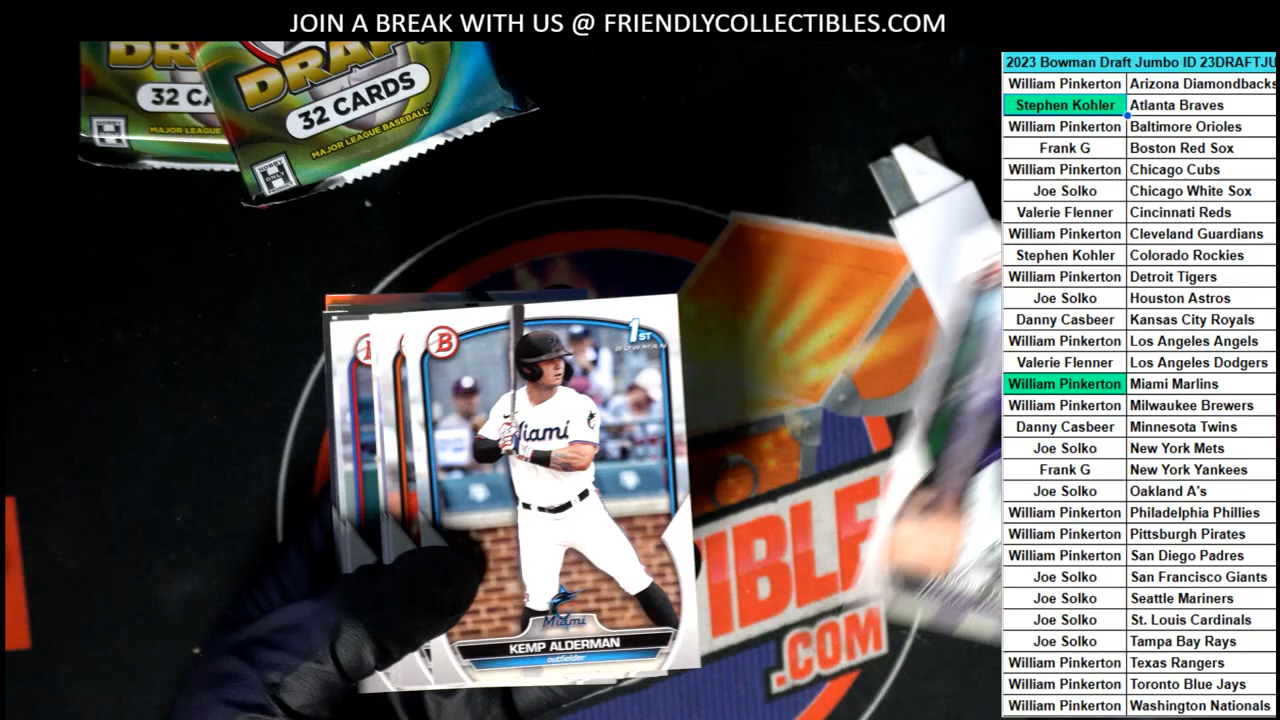 JOIN A BREAK WITH US @ FRIENDLYCOLLECTIBLES.COM
32 CA
MAJOR LEAGUE
HOBBY
H
DRAF
32 CARDS
MAJOR LEAGUE BASEBALL
HOBBY
H
ONLY
B
1ST
BOWMAN
Miami
Miami
KEMP ALDERMAN
outfielder
IBLE
.COM
2023 Bowman Draft Jumbo ID 23DRAFTJU
William Pinkerton Arizona Diamondbacks
Stephen Kohler Atlanta Braves
William Pinkerton Baltimore Orioles
Frank G Boston Red Sox
William Pinkerton Chicago Cubs
Joe Solko Chicago White Sox
Valerie Flenner Cincinnati Reds
William Pinkerton Cleveland Guardians
Stephen Kohler Colorado Rockies
William Pinkerton Detroit Tigers
Joe Solko Houston Astros
Danny Casbeer Kansas City Royals
William Pinkerton Los Angeles Angels
Valerie Flenner Los Angeles Dodgers
William Pinkerton Miami Marlins
William Pinkerton Milwaukee Brewers
Danny Casbeer Minnesota Twins
Joe Solko New York Mets
Frank G New York Yankees
Joe Solko Oakland A's
William Pinkerton Philadelphia Phillies
William Pinkerton Pittsburgh Pirates
William Pinkerton San Diego Padres
Joe Solko San Francisco Giants
Joe Solko Seattle Mariners
Joe Solko St. Louis Cardinals
Joe Solko Tampa Bay Rays
William Pinkerton Texas Rangers
William Pinkerton Toronto Blue Jays
William Pinkerton Washington Nationals